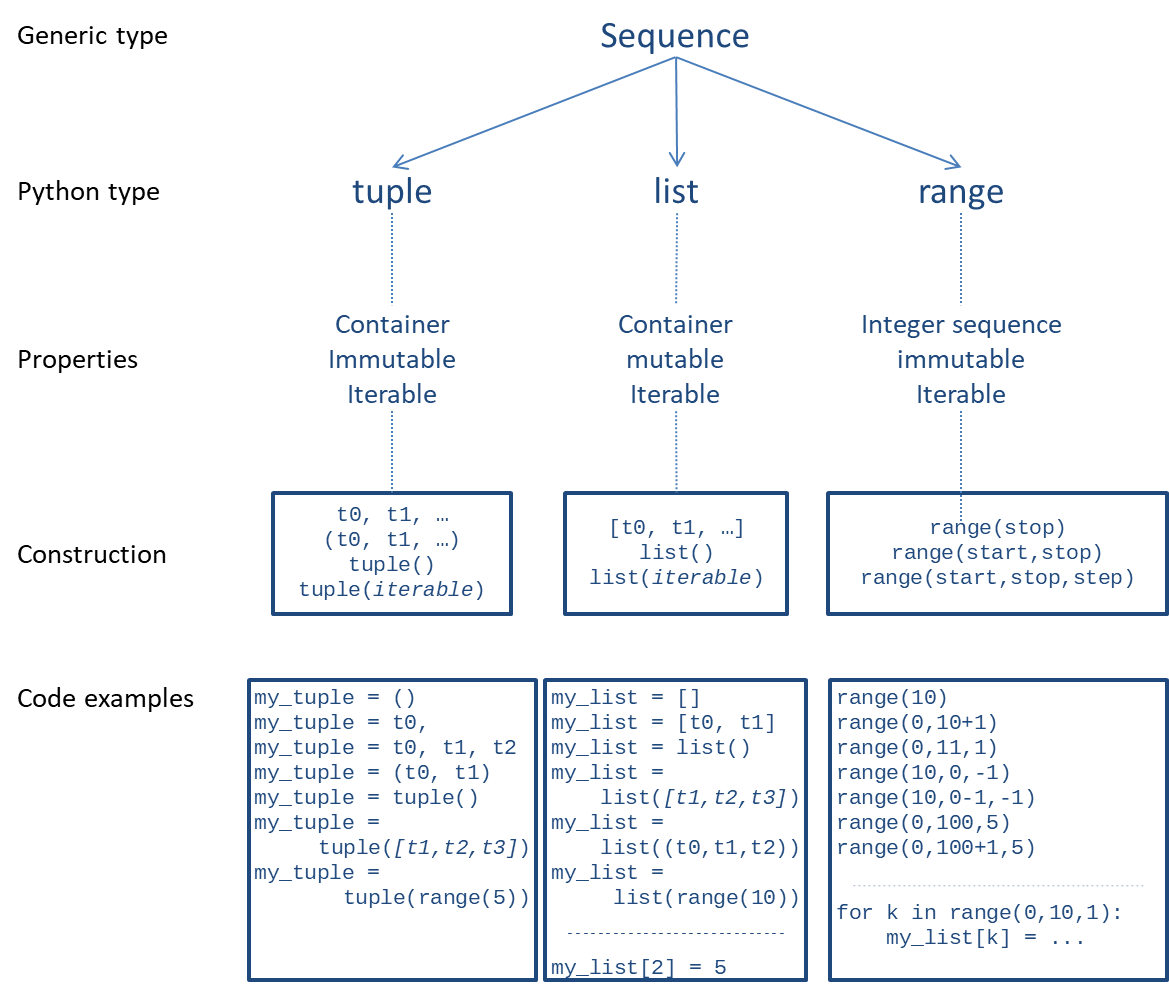 Generic type
Sequence
Python type
tuple
list
range
Properties
Container
Immutable
Iterable
Container
mutable
Iterable
Integer sequence
immutable
Iterable
Construction
t0, t1, …
(t0, t1, …)
tuple()
tuple(iterable)
[t0, t1, …]
list()
list(iterable)
range(stop)
range(start,stop)
range(start,stop,step)
Code examples
my_tuple = ()
my_tuple = t0,
my_tuple = t0, t1, t2
my_tuple = (t0, t1)
my_tuple = tuple()
my_tuple =
tuple([t1,t2,t3])
my_tuple =
tuple(range(5))
my_list = []
my_list = [t0, t1]
my_list = list()
my_list =
list([t1,t2,t3])
my_list =
list((t0,t1,t2))
my_list =
list(range(10))
my_list[2] = 5
range(10)
range(0,10+1)
range(0,11,1)
range(10,0,-1)
range(10,0-1,-1)
range(0,100,5)
range(0,100+1,5)
for k in range(0,10,1):
my_list[k] = ...